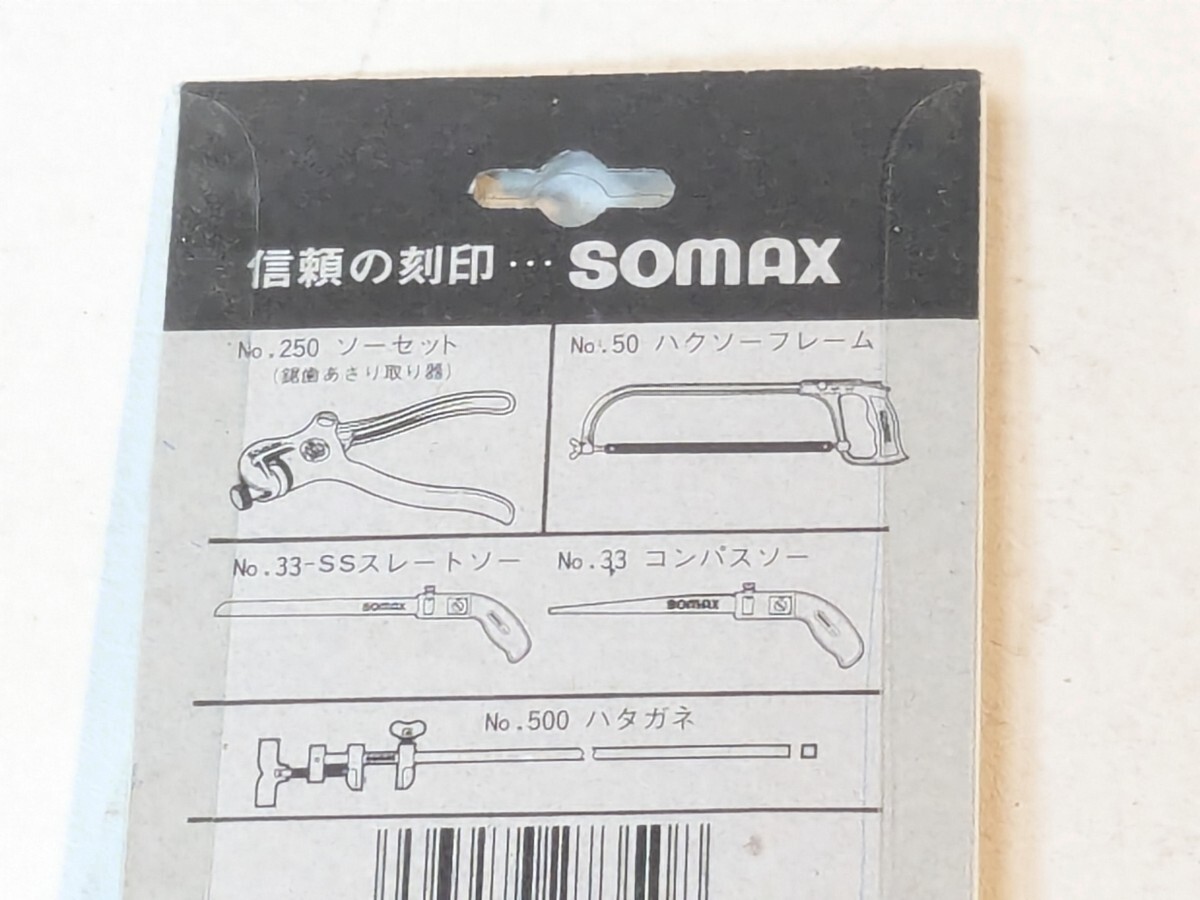 信頼の刻印…SOMAX
No.250 ソーセット
(鋸歯あさり取り器)
No.50 ハクソーフレーム
No.33-SSスレートソー
No.33 コンパスソー
SOMAX
SOMAX
No.500 ハタガネ